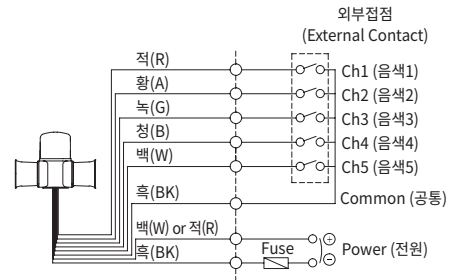 외부접점
(External Contact)
적(R)
Ch1 (음색1)
황(A)
Ch2 (음색2)
녹(G)
Ch3 (음색3)
청(B)
Ch4 (음색4)
백(W)
Ch5 (음색5)
흑(BK)
Common (공통)
백(W) or 적(R)
Fuse
Power (전원)
흑(BK)